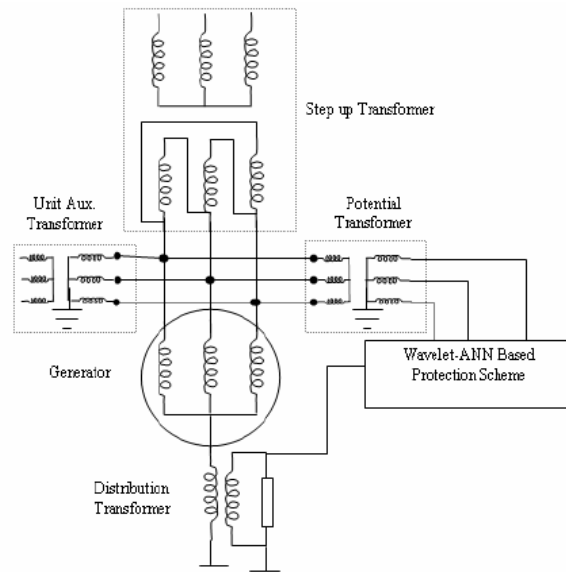 Step up Transformer
Unit Aux.
Transformer
Potential
Transformer
Generator
Wavelet-ANN Based
Protection Scheme
Distribution
Transformer